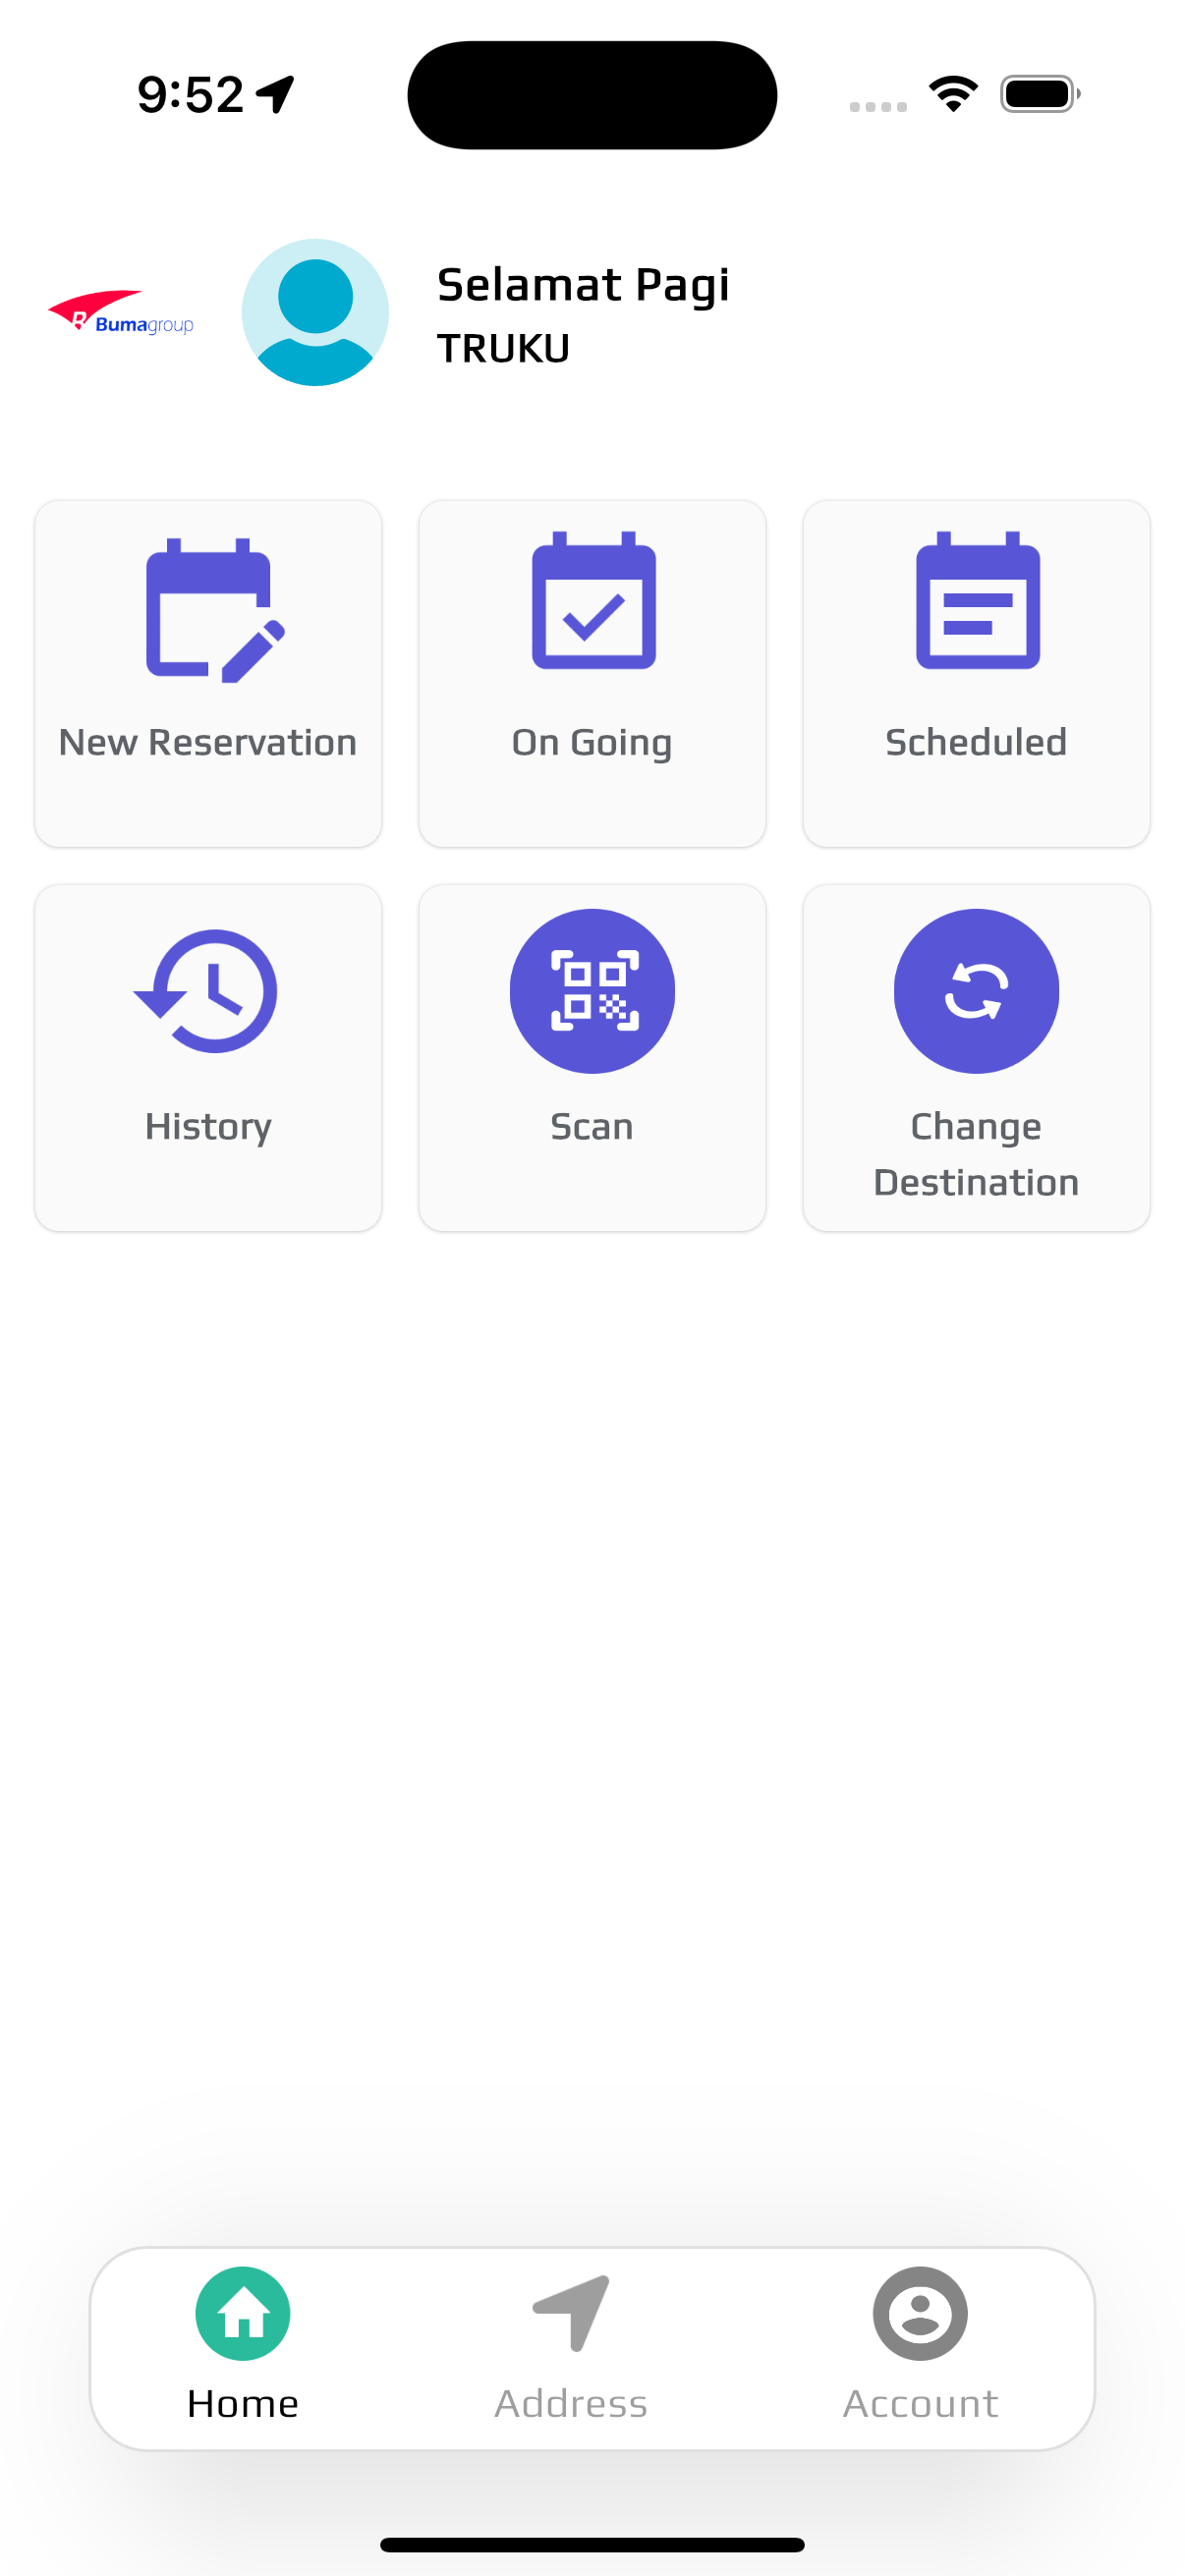 9:52
Bumagroup
Selamat Pagi
TRUKU
New Reservation
On Going
Scheduled
History
Scan
Change
Destination
Home
Address
Account